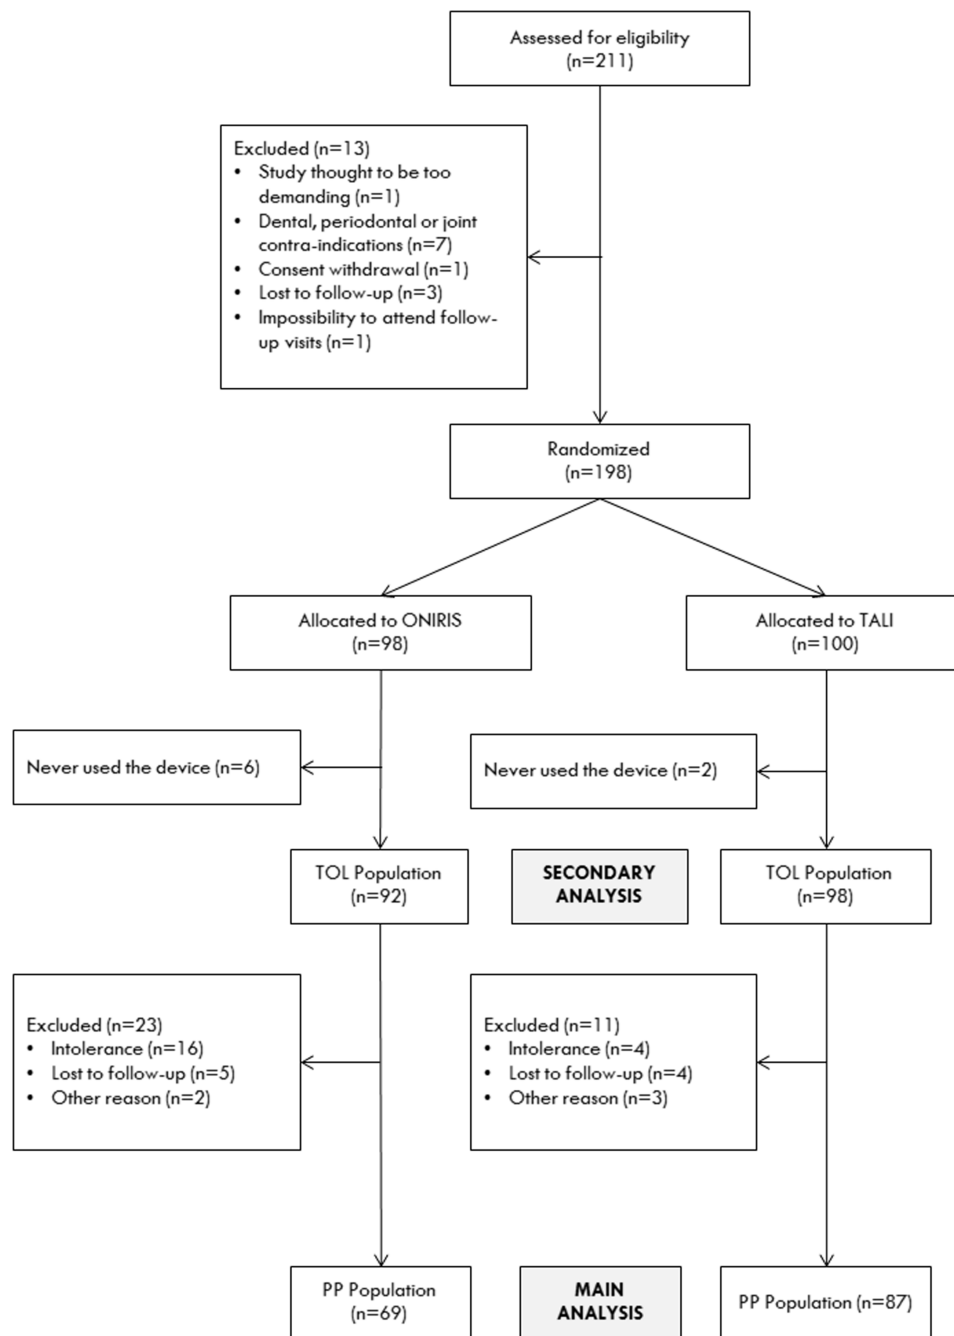 Assessed for eligibility
(n=211)
Excluded (n=13)
• Study thought to be too
demanding (n=1)
• Dental, periodontal or joint
contra-indications (n=7)
• Consent withdrawal (n=1)
• Lost to follow-up (n=3)
• Impossibility to attend follow-
up visits (n=1)
Randomized
(n=198)
Allocated to ONIRIS
(n=98)
Allocated to TALI
(n=100)
Never used the device (n=6)
Never used the device (n=2)
TOL Population
(n=92)
SECONDARY
ANALYSIS
TOL Population
(n=98)
Excluded (n=23)
• Intolerance (n=16)
• Lost to follow-up (n=5)
• Other reason (n=2)
Excluded (n=11)
• Intolerance (n=4)
• Lost to follow-up (n=4)
• Other reason (n=3)
PP Population
(n=69)
MAIN
ANALYSIS
PP Population (n=87)